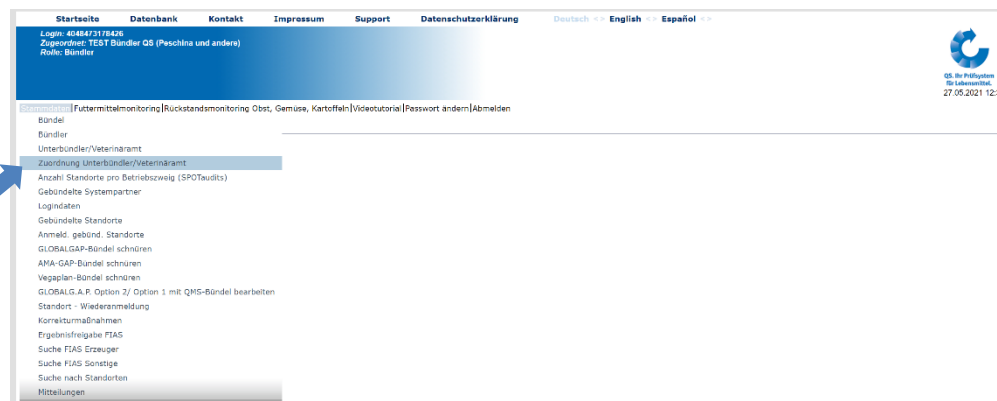 Startseite Datenbank Kontakt Impressum Support Datenschutzerklärung Deutsch <> English <> Español <>
Login: 4048473178426
Zugeordnet: TEST Bündler QS (Peschina und andere)
Rolle: Bündler
QS. Ihr Prüfsystem
für Lebensmittel.
27.05.2021 12:
Stammdaten|Futtermittelmonitoring|Rückstandsmonitoring Obst, Gemüse, Kartoffeln|Videotutorial|Passwort ändern|Abmelden
Bündel
Bündler
Unterbündler/Veterinäramt
Zuordnung Unterbündler/Veterinäramt
Anzahl Standorte pro Betriebszweig (SPOTaudits)
Gebündelte Systempartner
Logindaten
Gebündelte Standorte
Anmeld. gebünd. Standorte
GLOBALGAP-Bündel schnüren
AMA-GAP-Bündel schnüren
Vegaplan-Bündel schnüren
GLOBALG.A.P. Option 2/ Option 1 mit QMS-Bündel bearbeiten
Standort - Wiederanmeldung
Korrekturmaßnahmen
Ergebnisfreigabe FIAS
Suche FIAS Erzeuger
Suche FIAS Sonstige
Suche nach Standorten
Mitteilungen